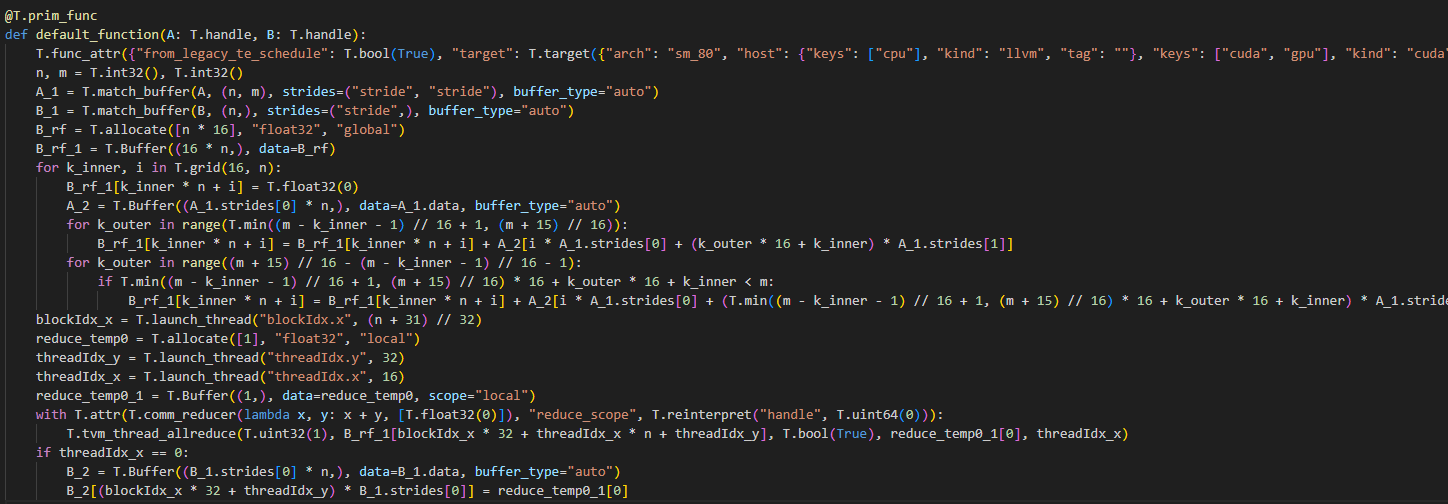 @T.prim_func
def default_function(A: T.handle, B: T.handle):
    T.func_attr({"from_legacy_te_schedule": T.bool(True), "target": T.target({"arch": "sm_80", "host": {"keys": ["cpu"], "kind": "llvm", "tag": ""}, "keys": ["cuda", "gpu"], "kind": "cuda"
    n, m = T.int32(), T.int32()
    A_1 = T.match_buffer(A, (n, m), strides=("stride", "stride"), buffer_type="auto")
    B_1 = T.match_buffer(B, (n,), strides=("stride",), buffer_type="auto")
    B_rf = T.allocate([n * 16], "float32", "global")
    B_rf_1 = T.Buffer((16 * n,), data=B_rf)
    for k_inner, i in T.grid(16, n):
        B_rf_1[k_inner * n + i] = T.float32(0)
        A_2 = T.Buffer((A_1.strides[0] * n,), data=A_1.data, buffer_type="auto")
        for k_outer in range(T.min((m - k_inner - 1) // 16 + 1, (m + 15) // 16)):
            B_rf_1[k_inner * n + i] = B_rf_1[k_inner * n + i] + A_2[i * A_1.strides[0] + (k_outer * 16 + k_inner) * A_1.strides[1]]
        for k_outer in range((m + 15) // 16 - (m - k_inner - 1) // 16 - 1):
            if T.min((m - k_inner - 1) // 16 + 1, (m + 15) // 16) * 16 + k_outer * 16 + k_inner < m:
                B_rf_1[k_inner * n + i] = B_rf_1[k_inner * n + i] + A_2[i * A_1.strides[0] + (T.min((m - k_inner - 1) // 16 + 1, (m + 15) // 16) * 16 + k_outer * 16 + k_inner) * A_1.stride
    blockIdx_x = T.launch_thread("blockIdx.x", (n + 31) // 32)
    reduce_temp0 = T.allocate([1], "float32", "local")
    threadIdx_y = T.launch_thread("threadIdx.y", 32)
    threadIdx_x = T.launch_thread("threadIdx.x", 16)
    reduce_temp0_1 = T.Buffer((1,), data=reduce_temp0, scope="local")
    with T.attr(T.comm_reducer(lambda x, y: x + y, [T.float32(0)]), "reduce_scope", T.reinterpret("handle", T.uint64(0))):
        T.tvm_thread_allreduce(T.uint32(1), B_rf_1[blockIdx_x * 32 + threadIdx_x * n + threadIdx_y], T.bool(True), reduce_temp0_1[0], threadIdx_x)
    if threadIdx_x == 0:
        B_2 = T.Buffer((B_1.strides[0] * n,), data=B_1.data, buffer_type="auto")
        B_2[(blockIdx_x * 32 + threadIdx_y) * B_1.strides[0]] = reduce_temp0_1[0]